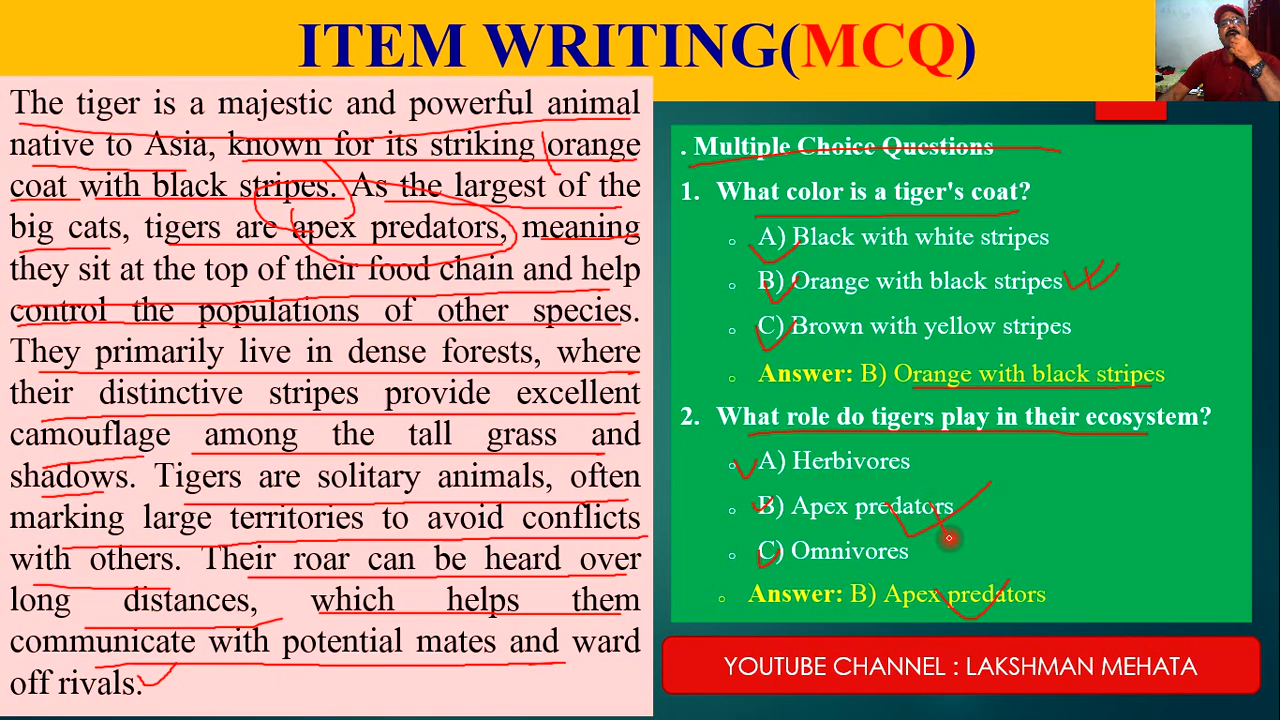 ITEM WRITING(MCQ)
The tiger is a majestic and powerful animal
native to Asia, known for its striking orange
coat with black stripes. As the largest of the
big cats, tigers are apex predators, meaning
they sit at the top of their food chain and help
control the populations of other species.
They primarily live in dense forests, where
their distinctive stripes provide excellent
camouflage among the tall grass and
shadows. Tigers are solitary animals, often
marking large territories to avoid conflicts
with others. Their roar can be heard over
long distances, which helps them
communicate with potential mates and ward
off rivals.
. Multiple Choice Questions
1. What color is a tiger's coat?
A) Black with white stripes
B) Orange with black stripes
C) Brown with yellow stripes
Answer: B) Orange with black stripes
2. What role do tigers play in their ecosystem?
A) Herbivores
B) Apex predators
C) Omnivores
Answer: B) Apex predators
YOUTUBE CHANNEL : LAKSHMAN MEHATA